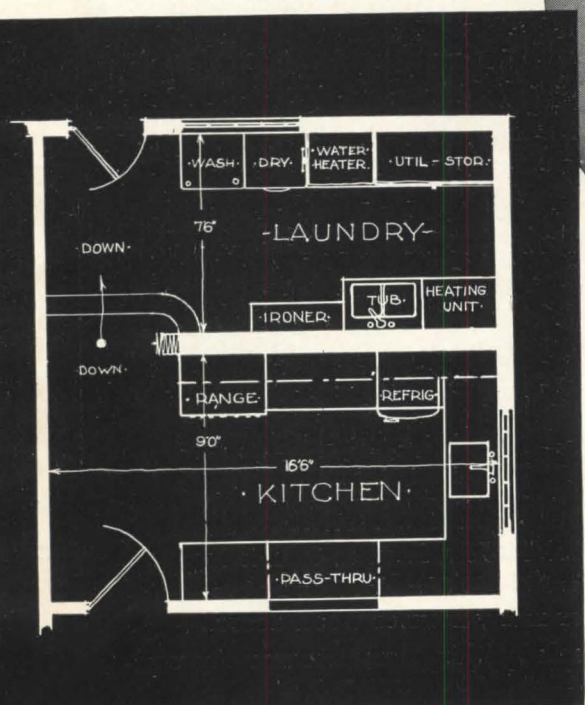 ·WASH·
·DRY·
·WATER·
HEATER·
UTIL - STOR.
7'6"
-LAUNDRY-
·DOWN·
·TUB·
HEATING
UNIT·
·IRONER·
·DOWN·
·RANGE·
·REFRIG·
9'0"
16'6"
·KITCHEN·
·PASS-THRU·